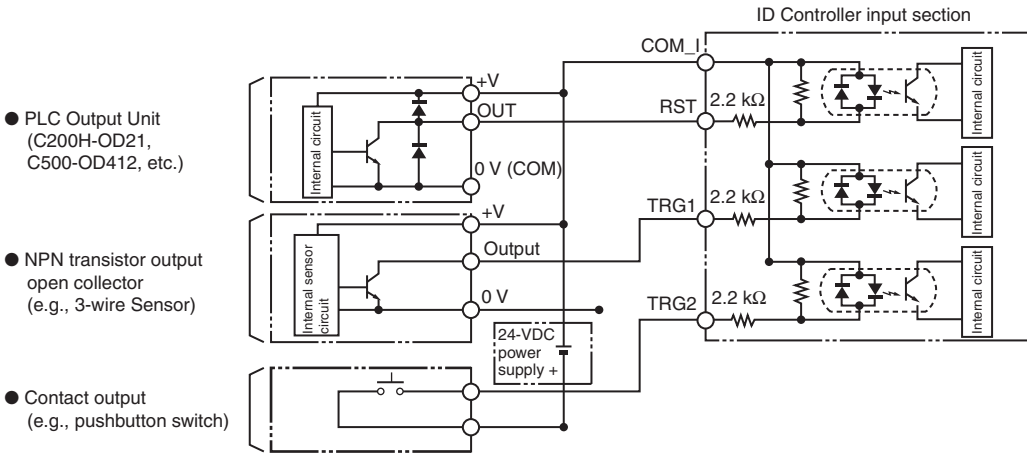 ID Controller input section
COM_I
+V
OUT
0 V (COM)
RST
2.2 kΩ
Internal circuit
Internal circuit
● PLC Output Unit
(C200H-OD21,
C500-OD412, etc.)
TRG1
2.2 kΩ
Internal circuit
+V
Output
0 V
Internal sensor
circuit
● NPN transistor output
open collector
(e.g., 3-wire Sensor)
TRG2
2.2 kΩ
Internal circuit
24-VDC
power
supply +
● Contact output
(e.g., pushbutton switch)